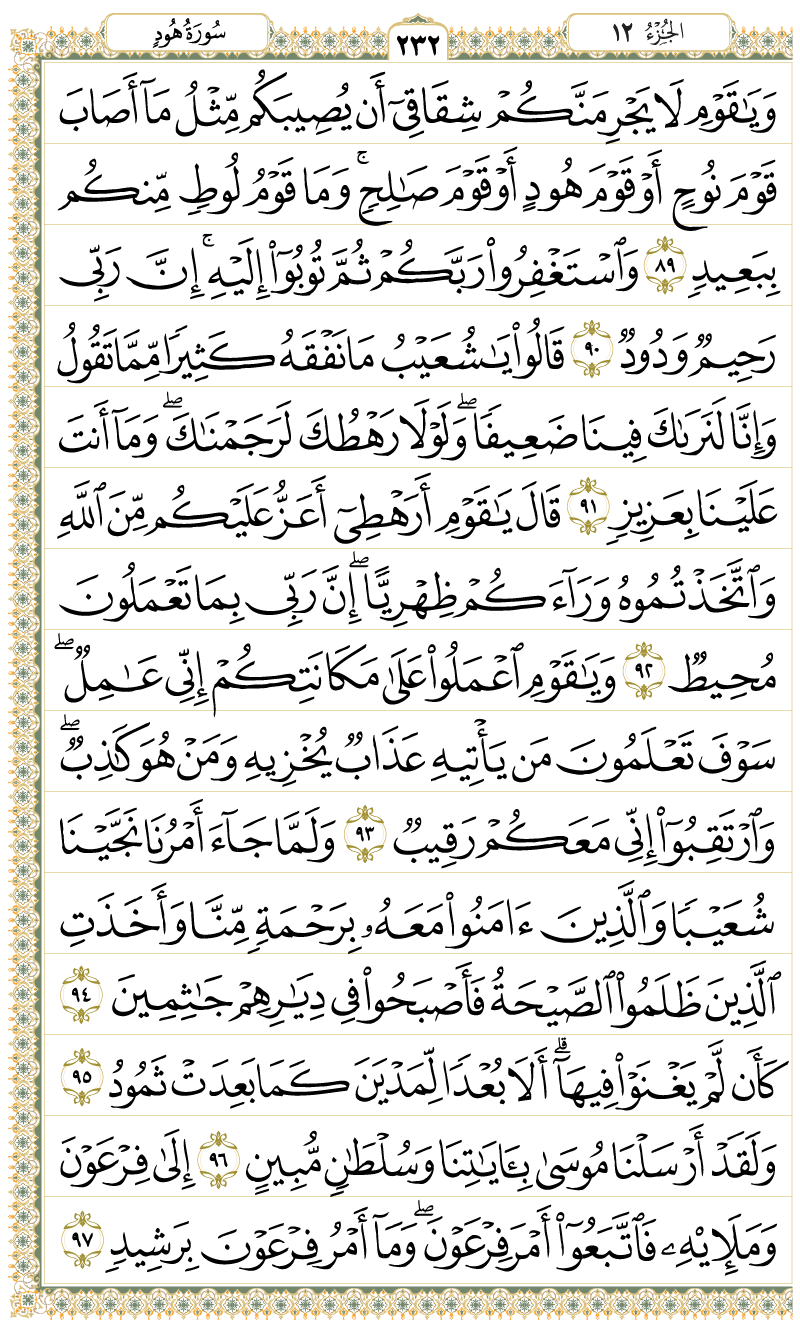 الجُزْءُ ١٢
٢٣٢
سُورَةُ هُودٍ
وَيَٰقَوْمِ لَا يَجْرِمَنَّكُمْ شِقَاقِىٓ أَن يُصِيبَكُم مِّثْلُ مَآ أَصَابَ
قَوْمَ نُوحٍ أَوْ قَوْمَ هُودٍ أَوْ قَوْمَ صَٰلِحٍ ۚ وَمَا قَوْمُ لُوطٍ مِّنكُم
بِبَعِيدٍ ٨٩ وَٱسْتَغْفِرُوا۟ رَبَّكُمْ ثُمَّ تُوبُوٓا۟ إِلَيْهِ ۚ إِنَّ رَبِّى
رَحِيمٌ وَدُودٌ ٩٠ قَالُوا۟ يَٰشُعَيْبُ مَا نَفْقَهُ كَثِيرًا مِّمَّا تَقُولُ
وَإِنَّا لَنَرَىٰكَ فِينَا ضَعِيفًا ۖ وَلَوْلَا رَهْطُكَ لَرَجَمْنَٰكَ ۖ وَمَآ أَنتَ
عَلَيْنَا بِعَزِيزٍ ٩١ قَالَ يَٰقَوْمِ أَرَهْطِىٓ أَعَزُّ عَلَيْكُم مِّنَ ٱللَّهِ
وَٱتَّخَذْتُمُوهُ وَرَآءَكُمْ ظِهْرِيًّا ۖ إِنَّ رَبِّى بِمَا تَعْمَلُونَ
مُحِيطٌ ٩٢ وَيَٰقَوْمِ ٱعْمَلُوا۟ عَلَىٰ مَكَانَتِكُمْ إِنِّى عَٰمِلٌ ۖ
سَوْفَ تَعْلَمُونَ مَن يَأْتِيهِ عَذَابٌ يُخْزِيهِ وَمَنْ هُوَ كَٰذِبٌ ۖ
وَٱرْتَقِبُوٓا۟ إِنِّى مَعَكُمْ رَقِيبٌ ٩٣ وَلَمَّا جَآءَ أَمْرُنَا نَجَّيْنَا
شُعَيْبًا وَٱلَّذِينَ ءَامَنُوا۟ مَعَهُۥ بِرَحْمَةٍ مِّنَّا وَأَخَذَتِ
ٱلَّذِينَ ظَلَمُوا۟ ٱلصَّيْحَةُ فَأَصْبَحُوا۟ فِى دِيَٰرِهِمْ جَٰثِمِينَ ٩٤
كَأَن لَّمْ يَغْنَوْا۟ فِيهَآ ۗ أَلَا بُعْدًا لِّمَدْيَنَ كَمَا بَعِدَتْ ثَمُودُ ٩٥
وَلَقَدْ أَرْسَلْنَا مُوسَىٰ بِـَٔايَٰتِنَا وَسُلْطَٰنٍ مُّبِينٍ ٩٦ إِلَىٰ فِرْعَوْنَ
وَمَلَإِي۟هِۦ فَٱتَّبَعُوٓا۟ أَمْرَ فِرْعَوْنَ ۖ وَمَآ أَمْرُ فِرْعَوْنَ بِرَشِيدٍ ٩٧